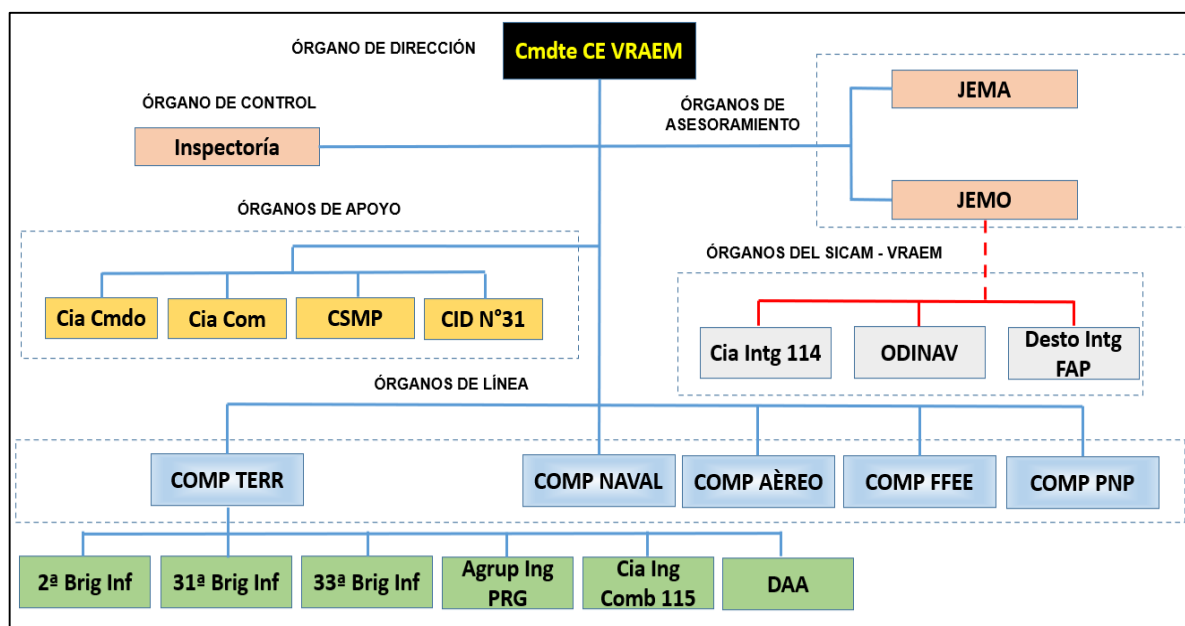 ÓRGANO DE DIRECCIÓN
Cmdte CE VRAEM
ÓRGANO DE CONTROL
Inspectoría
ÓRGANOS DE
ASESORAMIENTO
JEMA
JEMO
ÓRGANOS DE APOYO
Cia Cmdo
Cia Com
CSMP
CID N°31
ÓRGANOS DEL SICAM - VRAEM
Cia Intg 114
ODINAV
Desto Intg
FAP
ÓRGANOS DE LÍNEA
COMP TERR
COMP NAVAL
COMP AÈREO
COMP FFEE
COMP PNP
2ª Brig Inf
31ª Brig Inf
33ª Brig Inf
Agrup Ing
PRG
Cia Ing
Comb 115
DAA